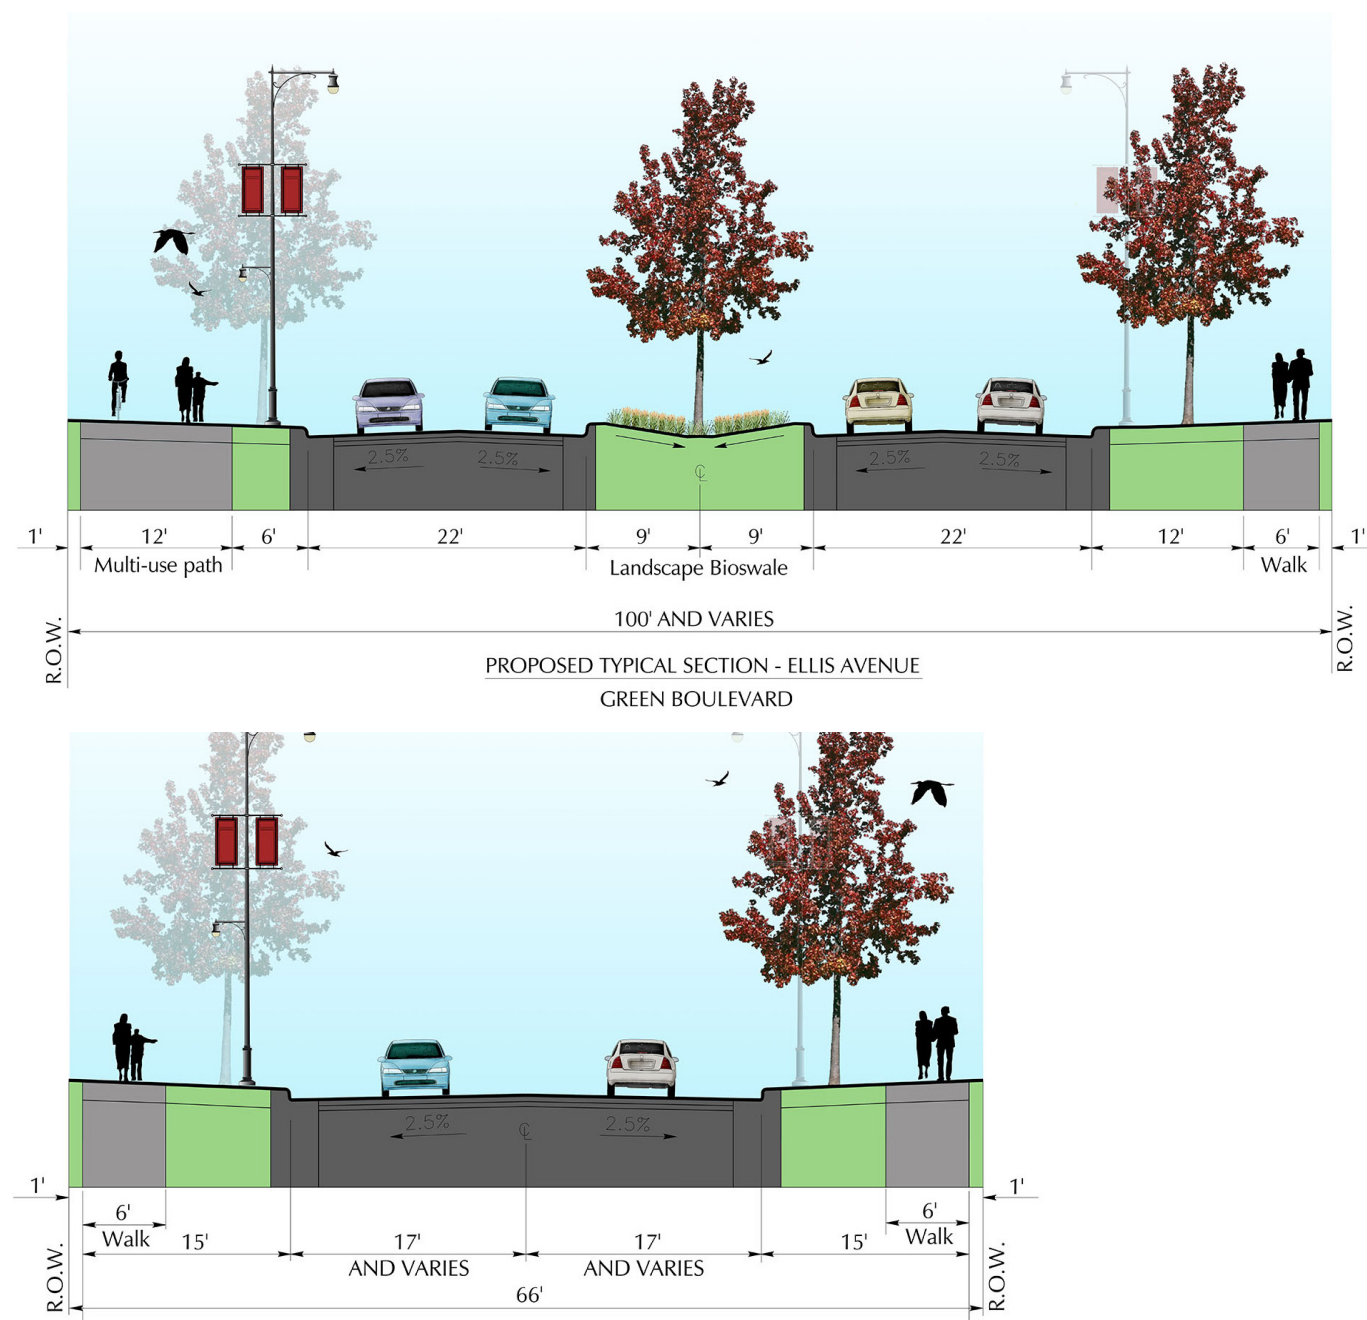 2.5% 2.5% 2.5% 2.5%
℄
1' 12' 6' 22' 9' 9' 22' 12' 6' 1'
Multi-use path Landscape Bioswale Walk
100' AND VARIES
R.O.W. R.O.W.
PROPOSED TYPICAL SECTION - ELLIS AVENUE
GREEN BOULEVARD
2.5% ℄ 2.5%
1' 1'
6' 6'
Walk Walk
15' 17' 17' 15'
AND VARIES AND VARIES
R.O.W. R.O.W.
66'